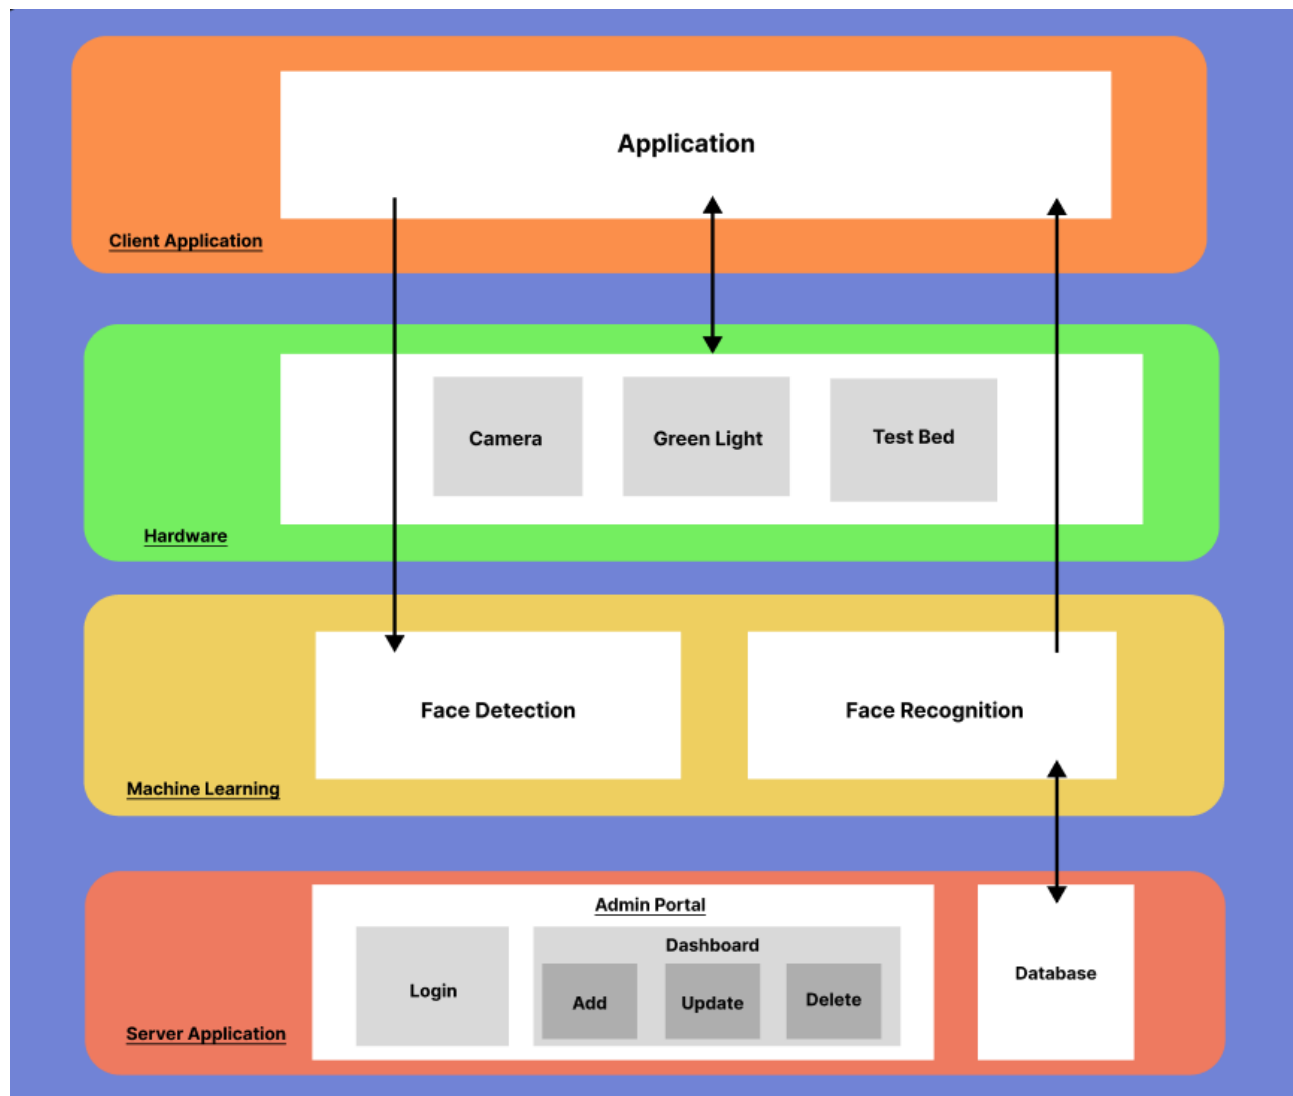 Application
Client Application
Camera
Green Light
Test Bed
Hardware
Face Detection
Face Recognition
Machine Learning
Admin Portal
Dashboard
Login
Add
Update
Delete
Database
Server Application